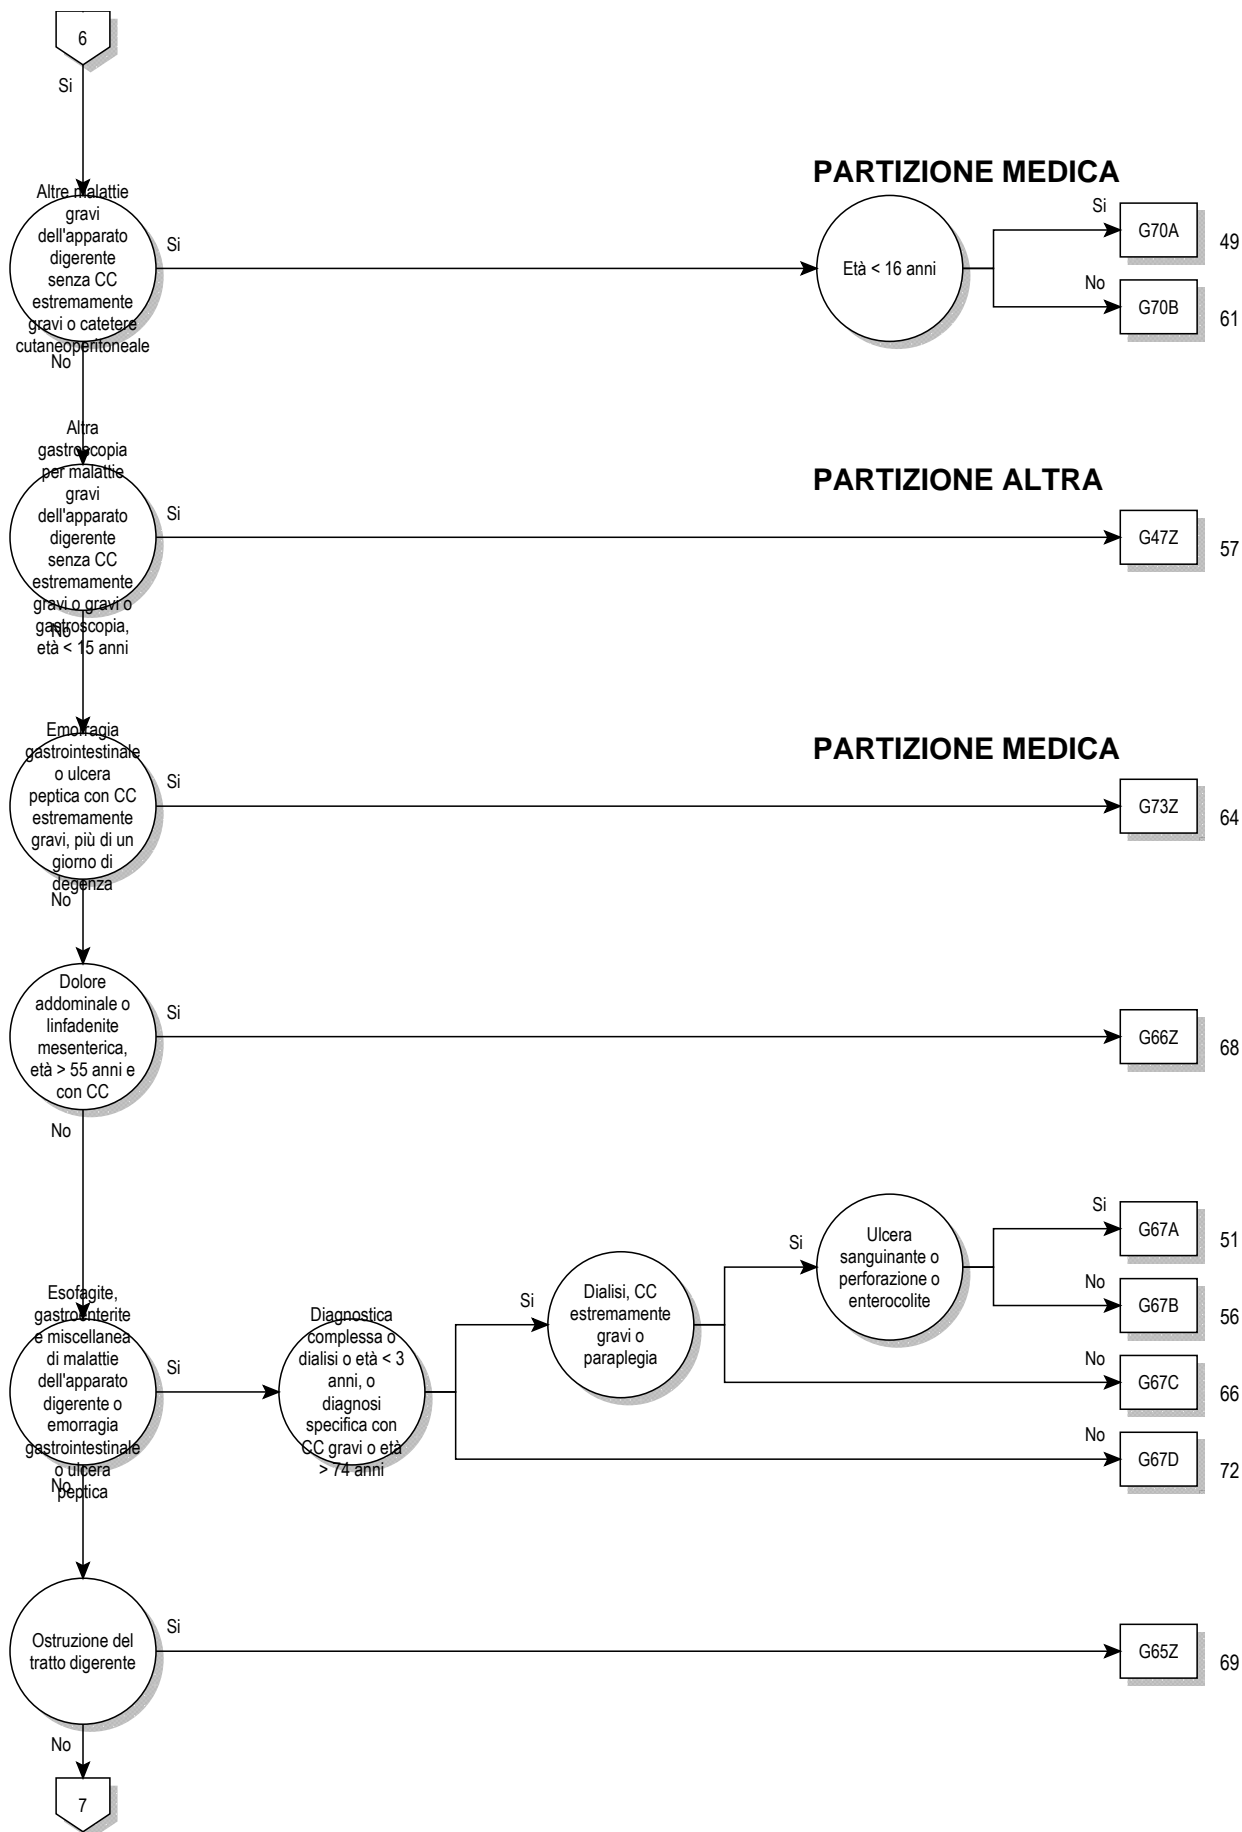 6
Si
PARTIZIONE MEDICA
Altre malattie
gravi
dell'apparato
digerente
senza CC
estremamente
gravi o catetere
cutaneoperitoneale
Si
Età < 16 anni
Si
G70A
49
No
G70B
61
No
PARTIZIONE ALTRA
Altra
gastroscopia
per malattie
gravi
dell'apparato
digerente
senza CC
estremamente
gravi o gravi o
gastroscopia,
età < 15 anni
Si
G47Z
57
No
PARTIZIONE MEDICA
Emorragia
gastrointestinale
o ulcera
peptica con CC
estremamente
gravi, più di un
giorno di
degenza
Si
G73Z
64
No
Dolore
addominale o
linfadenite
mesenterica,
età > 55 anni e
con CC
Si
G66Z
68
No
Esofagite,
gastroenterite
e miscellanea
di malattie
dell'apparato
digerente o
emorragia
gastrointestinale
o ulcera
peptica
Si
Diagnostica
complessa o
dialisi o età < 3
anni, o
diagnosi
specifica con
CC gravi o età
> 74 anni
Si
Dialisi, CC
estremamente
gravi o
paraplegia
Si
Ulcera
sanguinante o
perforazione o
enterocolite
Si
G67A
51
No
G67B
56
No
G67C
66
No
G67D
72
No
Ostruzione del
tratto digerente
Si
G65Z
69
No
7